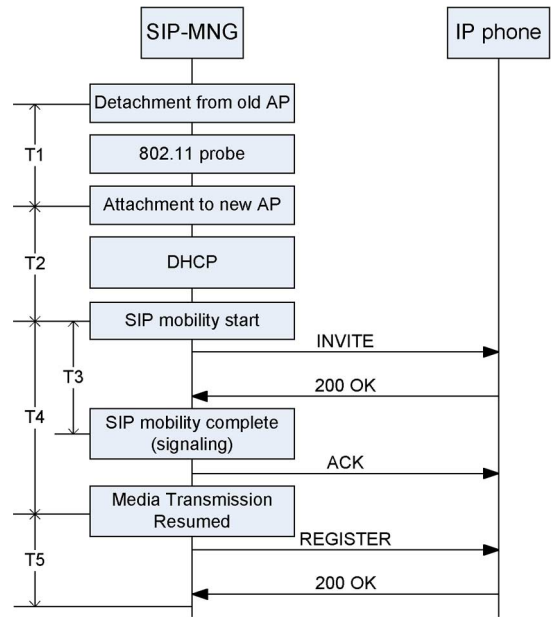 SIP-MNG
IP phone
Detachment from old AP
T1
802.11 probe
Attachment to new AP
T2
DHCP
SIP mobility start
INVITE
T3
200 OK
T4
SIP mobility complete
(signaling)
ACK
Media Transmission
Resumed
REGISTER
T5
200 OK